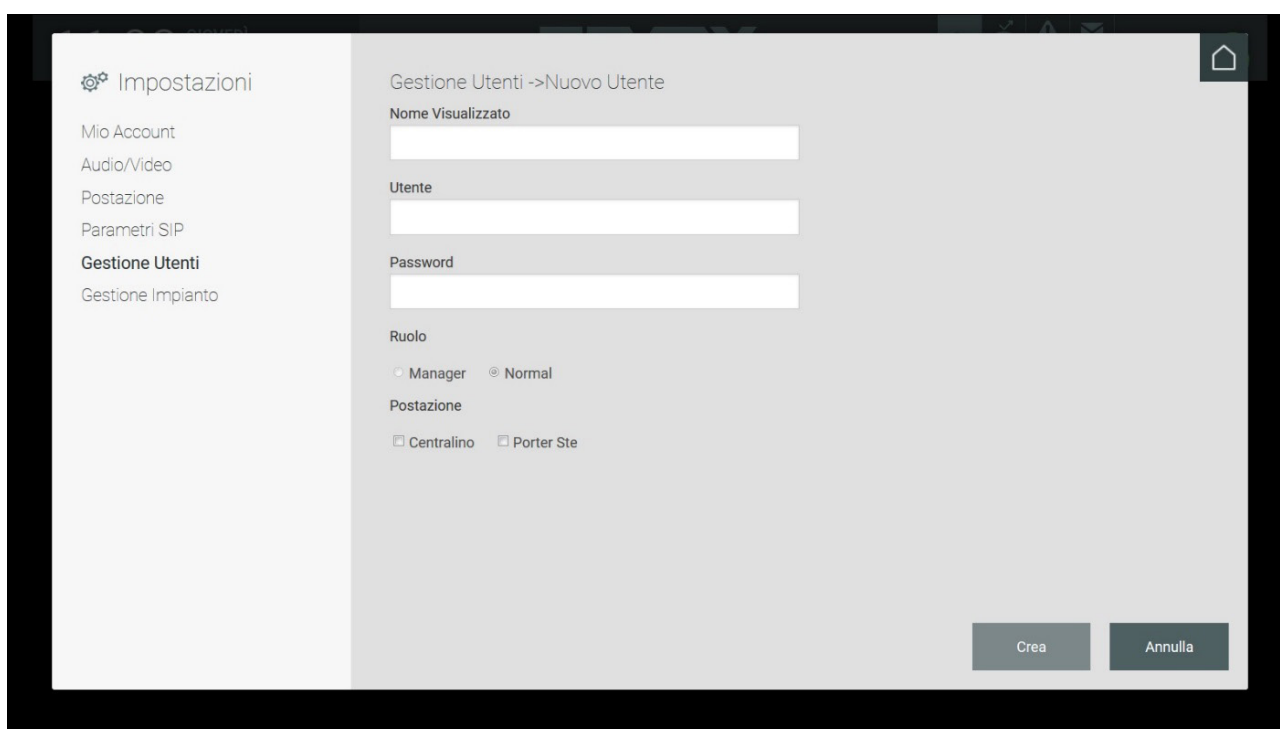 Impostazioni
Mio Account
Audio/Video
Postazione
Parametri SIP
Gestione Utenti
Gestione Impianto
Gestione Utenti ->Nuovo Utente
Nome Visualizzato
Utente
Password
Ruolo
Manager Normal
Postazione
Centralino Porter Ste
Crea Annulla